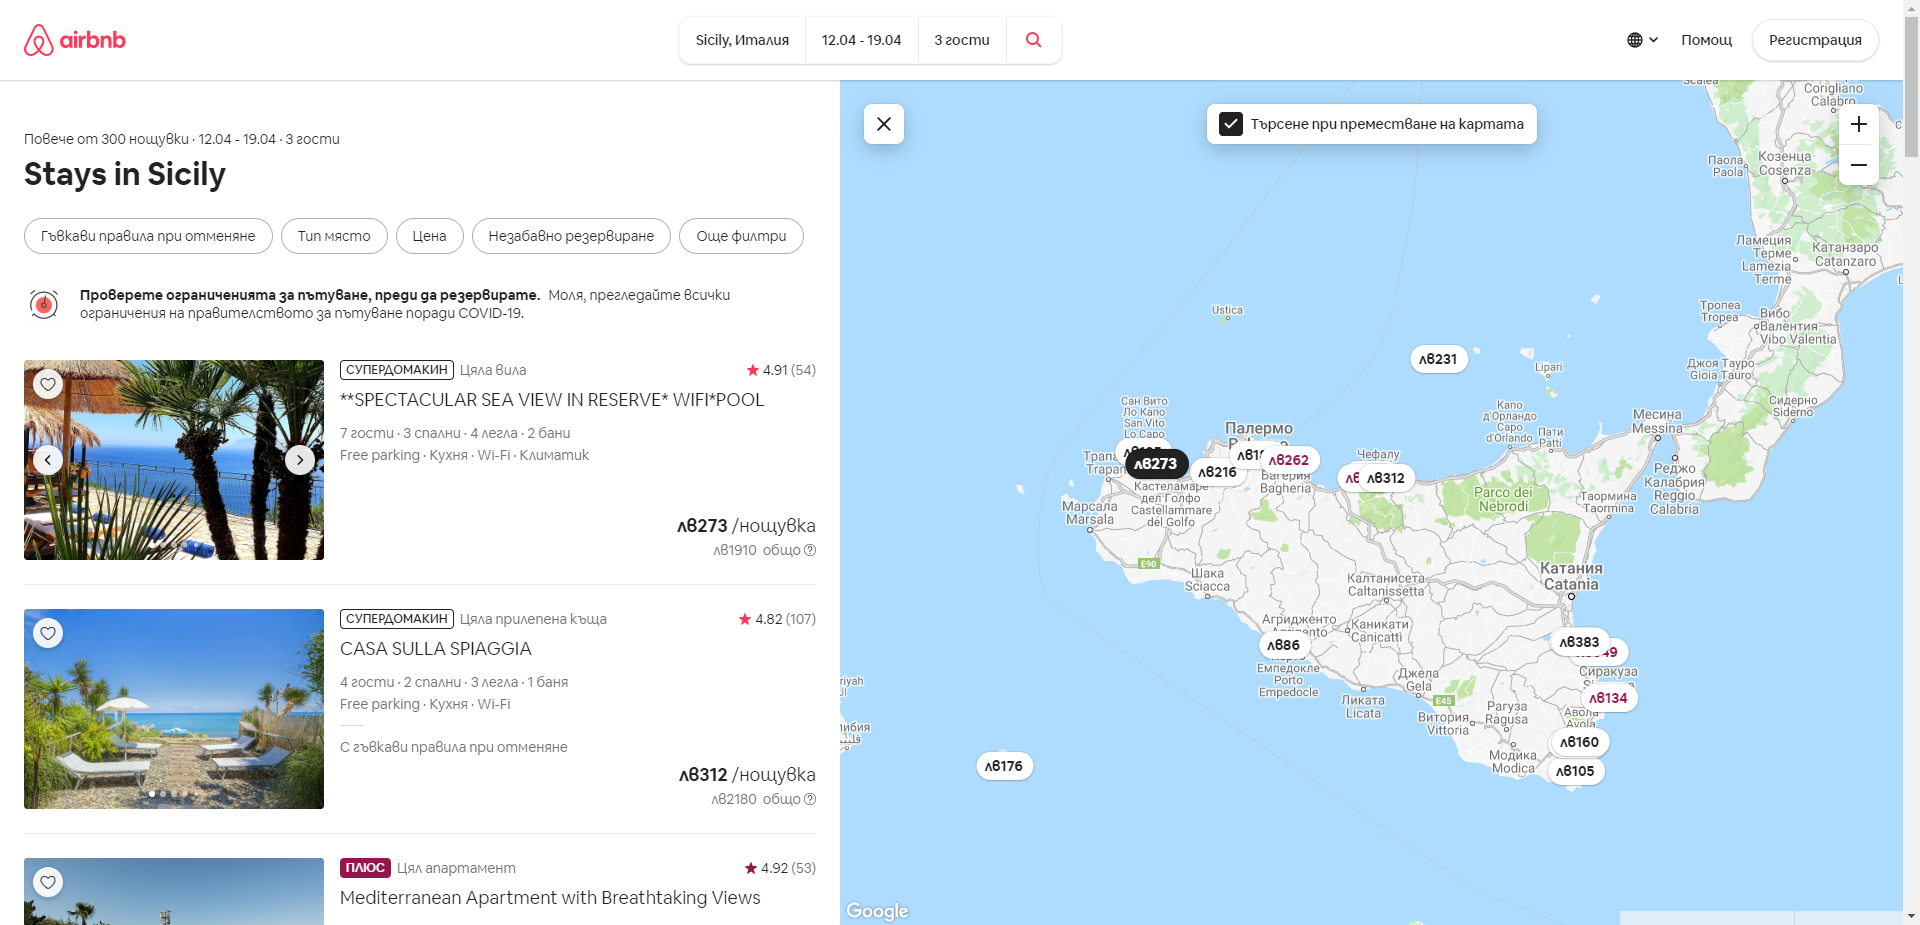 airbnb
Sicily, Италия
12.04 - 19.04
3 гости
Помощ
Регистрация
Повече от 300 нощувки · 12.04 - 19.04 · 3 гости
Stays in Sicily
Гъвкави правила при отменяне
Тип място
Цена
Незабавно резервиране
Още филтри
Проверете ограниченията за пътуване, преди да резервирате. Моля, прегледайте всички
ограничения на правителството за пътуване поради COVID-19.
СУПЕРДОМАКИН Цяла вила
4.91 (54)
**SPECTACULAR SEA VIEW IN RESERVE* WIFI*POOL
7 гости · 3 спални · 4 легла · 2 бани
Free parking · Кухня · Wi-Fi · Климатик
лв273 /нощувка
лв1910 общо
СУПЕРДОМАКИН Цяла прилепена къща
4.82 (107)
CASA SULLA SPIAGGIA
4 гости · 2 спални · 3 легла · 1 баня
Free parking · Кухня · Wi-Fi
С гъвкави правила при отменяне
лв312 /нощувка
лв2180 общо
ПЛЮС Цял апартамент
4.92 (53)
Mediterranean Apartment with Breathtaking Views
Търсене при преместване на картата
Corigliano
Calabro
Паола
Paola
Козенца
Cosenza
Ламеция
Терме
Lamezia
Terme
Катанзаро
Catanzaro
Тропеа
Tropea
Вибо
Валентия
Vibo Valentia
Ustica
лв231
Lipari
Джоя Тауро
Gioia Tauro
Сидерно
Siderno
Сан Вито
Ло Капо
San Vito
Lo Capo
Капо
д'Орландо
Capo
d'Orlando
Пати
Patti
Месина
Messina
Палермо
лв273
лв216
лв262
Чефалу
лв312
Багерия
Bagheria
Реджо
Калабрия
Reggio
Calabria
Кастеламаре
дел Голфо
Castellammare
del Golfo
Марсала
Marsala
Parco dei
Nebrodi
Таормина
Taormina
E90
Шака
Sciacca
Калтанисета
Caltanissetta
Катания
Catania
Агридженто
Каникати
Canicattì
лв86
Емпедокле
Porto
Empedocle
лв383
Сиракуза
лв134
Джела
Gela
E45
Ликата
Licata
Витория
Vittoria
Рагуза
Ragusa
Авола
Avola
лв160
Модика
Modica
лв105
лв176
Google